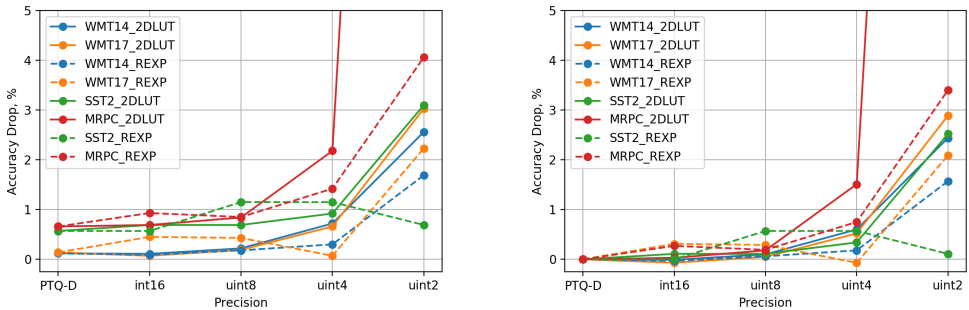 5
4
3
2
1
0
Accuracy Drop, %
WMT14_2DLUT
WMT17_2DLUT
WMT14_REXP
WMT17_REXP
SST2_2DLUT
MRPC_2DLUT
SST2_REXP
MRPC_REXP
PTQ-D int16 uint8 uint4 uint2
Precision
5
4
3
2
1
0
Accuracy Drop, %
WMT14_2DLUT
WMT17_2DLUT
WMT14_REXP
WMT17_REXP
SST2_2DLUT
MRPC_2DLUT
SST2_REXP
MRPC_REXP
PTQ-D int16 uint8 uint4 uint2
Precision